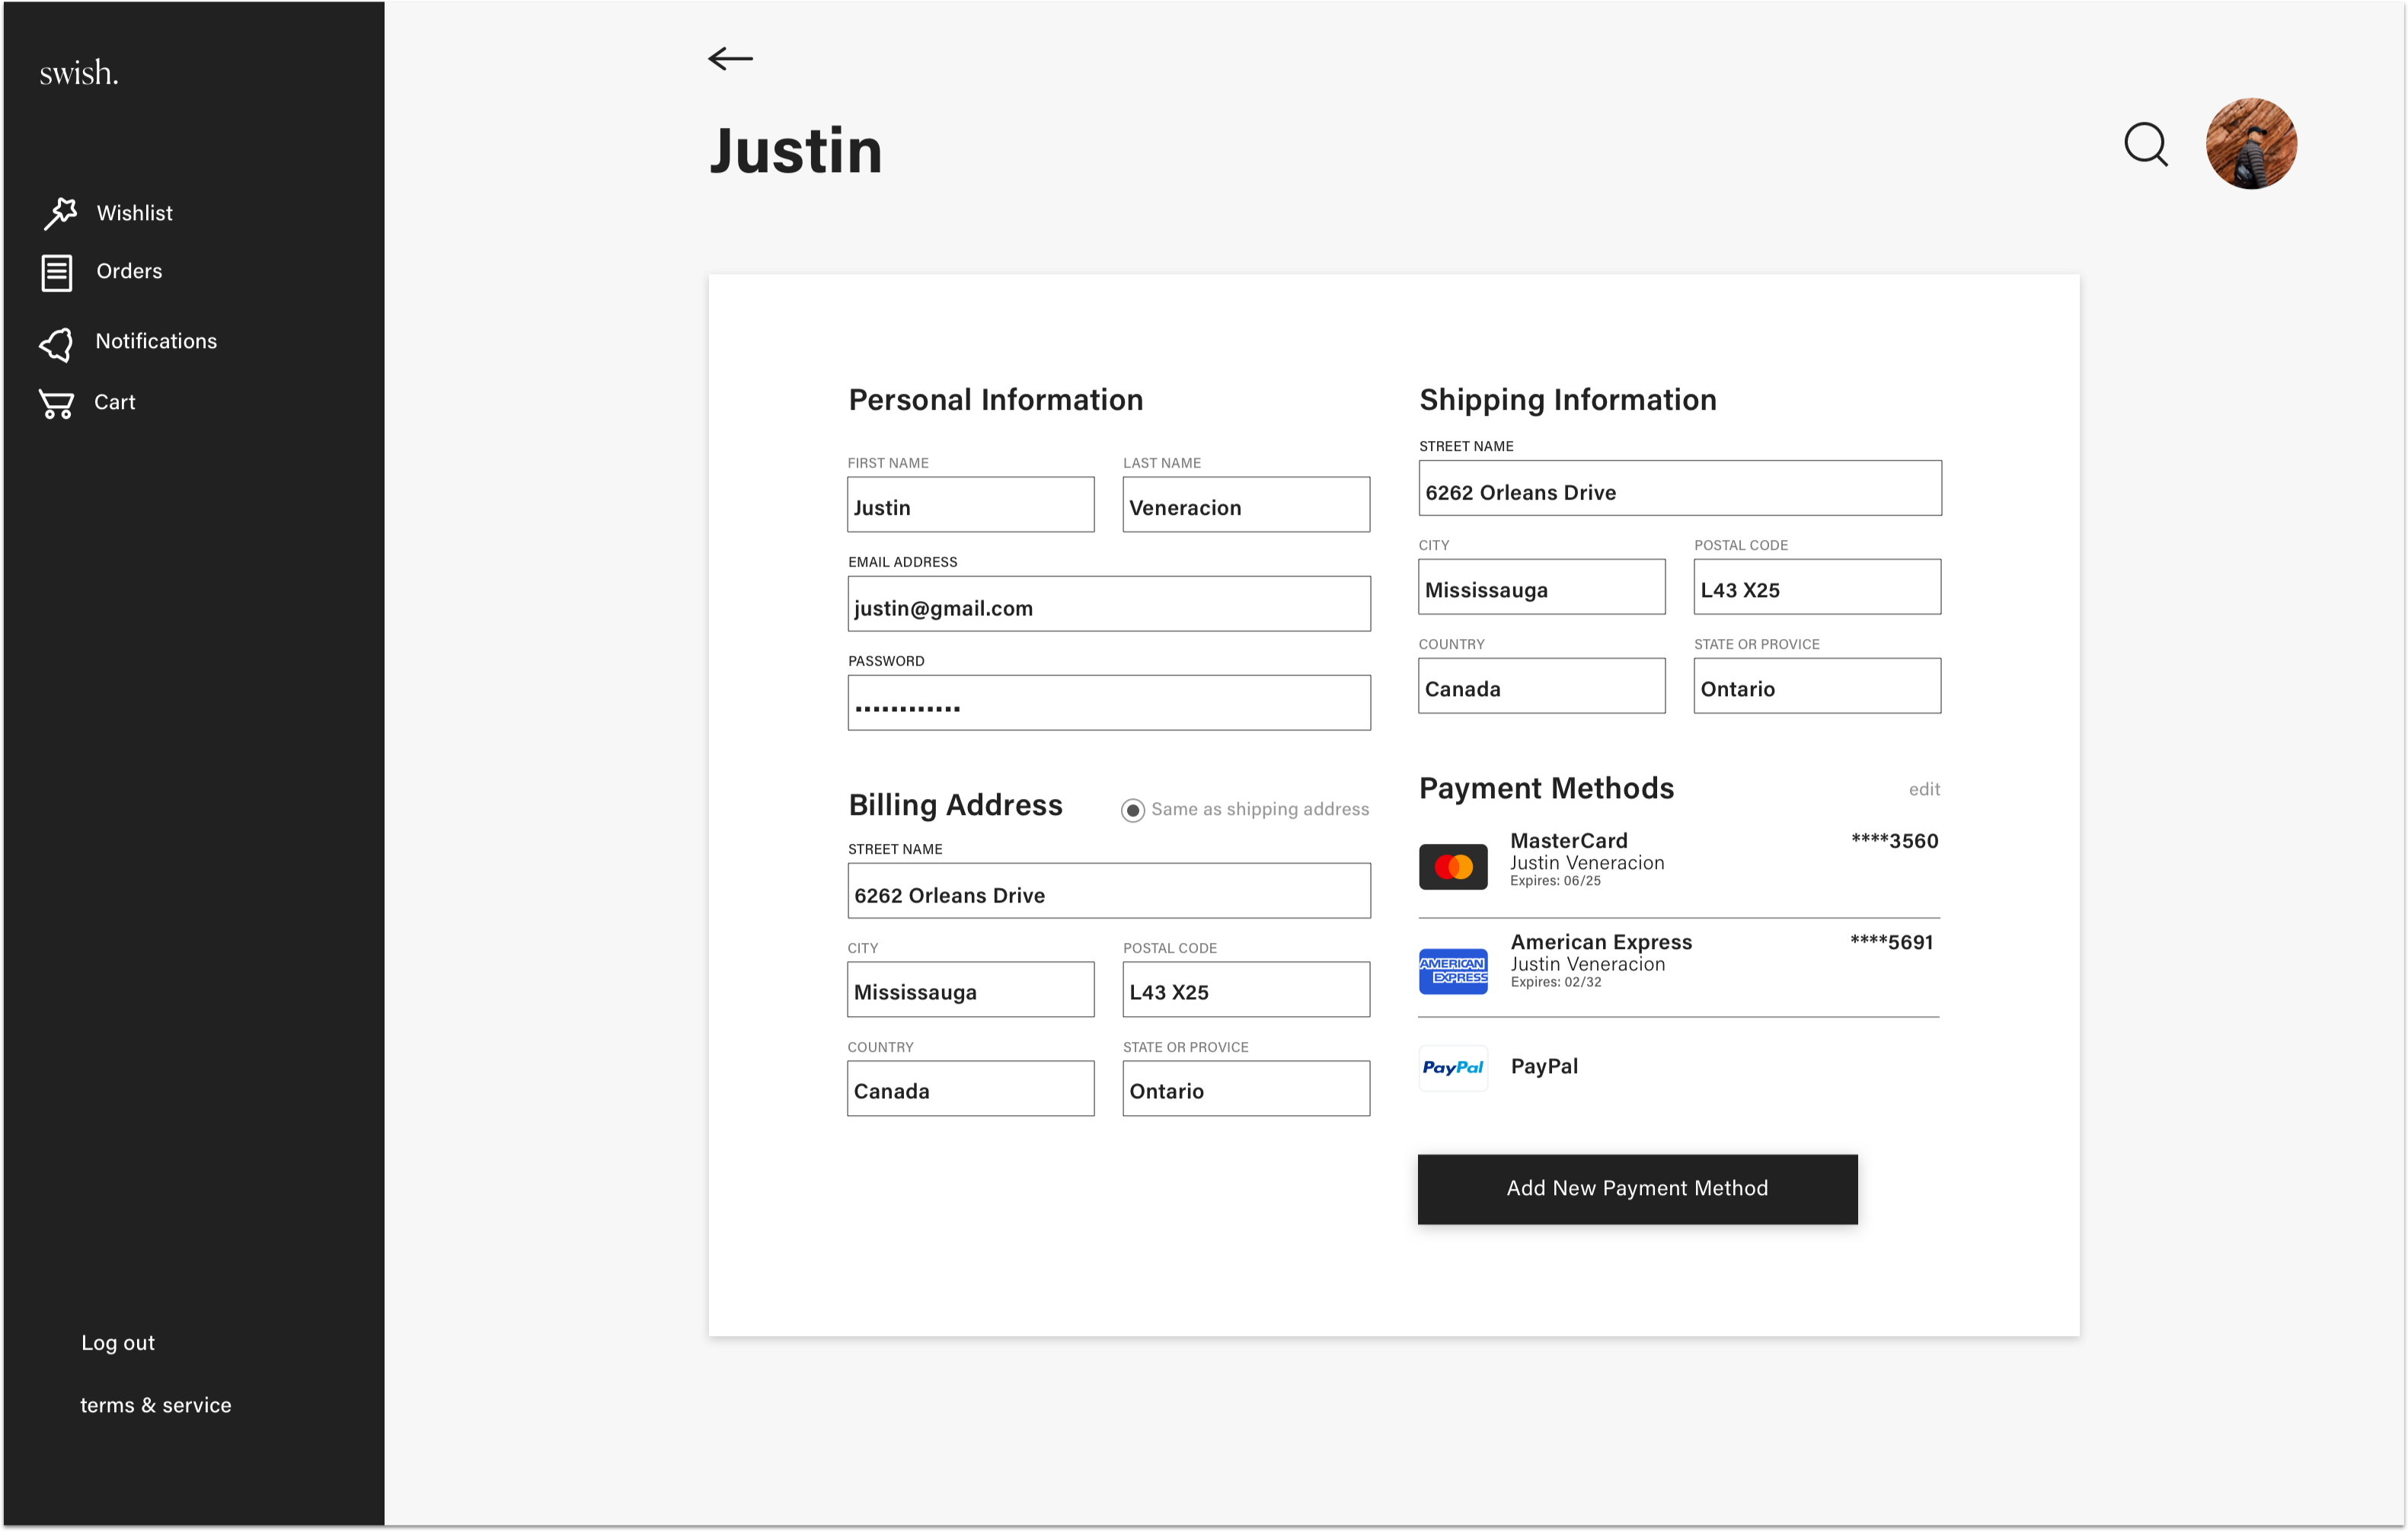 swish.
Wishlist
Orders
Notifications
Cart
Log out
terms & service
Justin
Personal Information
FIRST NAME
LAST NAME
Justin
Veneracion
EMAIL ADDRESS
justin@gmail.com
PASSWORD
............
Billing Address
Same as shipping address
STREET NAME
6262 Orleans Drive
CITY
POSTAL CODE
Mississauga
L43 X25
COUNTRY
STATE OR PROVICE
Canada
Ontario
Shipping Information
STREET NAME
6262 Orleans Drive
CITY
POSTAL CODE
Mississauga
L43 X25
COUNTRY
STATE OR PROVICE
Canada
Ontario
Payment Methods
edit
MasterCard
****3560
Justin Veneracion
Expires: 06/25
AMERICAN
EXPRESS
American Express
****5691
Justin Veneracion
Expires: 02/32
PayPal
PayPal
Add New Payment Method